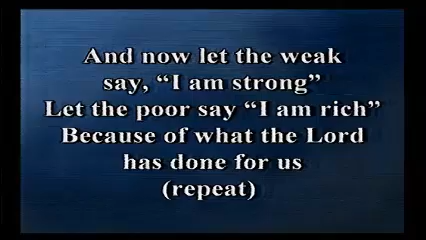 And now let the weak
say, “I am strong”
Let the poor say “I am rich”
Because of what the Lord
has done for us
(repeat)